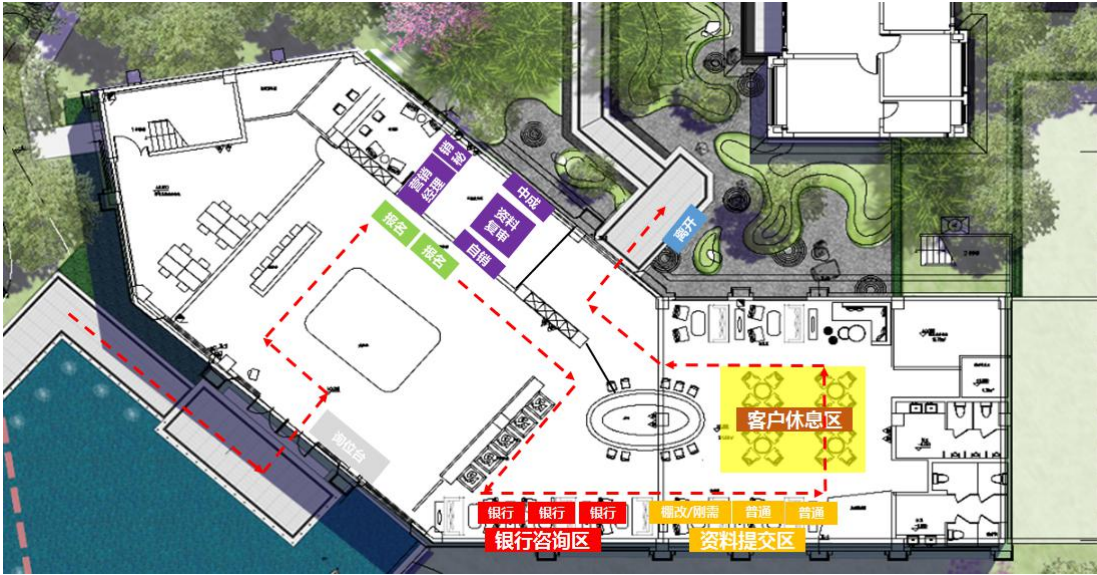 销秘
营销经理
中成
资料复审
自销
报名
报名
离开
客户休息区
银行
银行
银行
棚改/刚需
普通
普通
银行咨询区
资料提交区